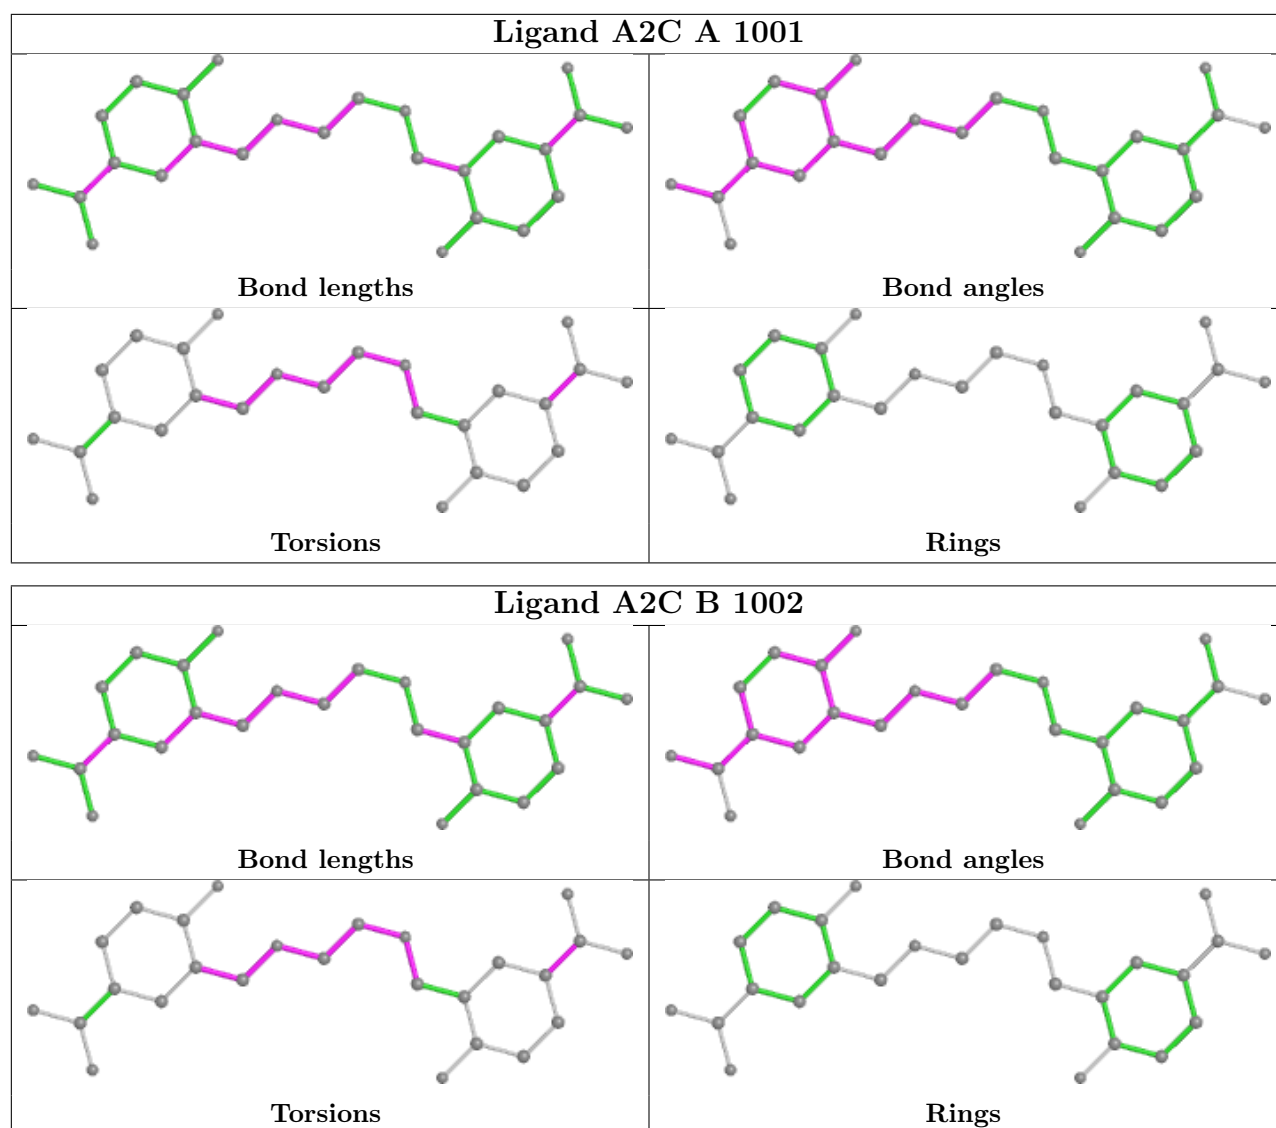 Ligand A2C A 1001
Bond lengths
Bond angles
Torsions
Rings
Ligand A2C B 1002
Bond lengths
Bond angles
Torsions
Rings